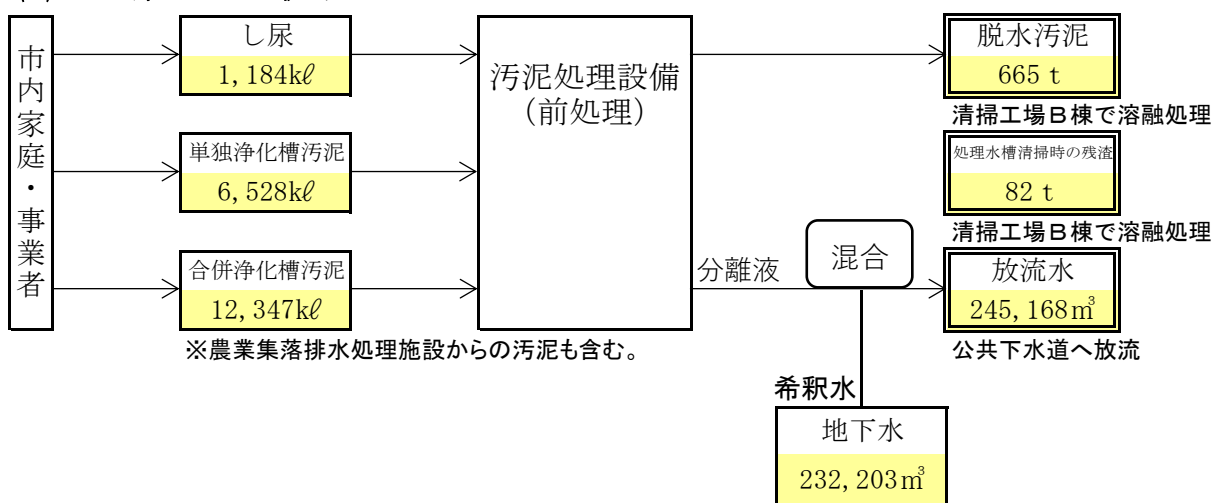 市内家庭・事業者
し尿
1,184kℓ
単独浄化槽汚泥
6,528kℓ
合併浄化槽汚泥
12,347kℓ
※農業集落排水処理施設からの汚泥も含む。
汚泥処理設備
(前処理)
脱水汚泥
665 t
清掃工場B棟で溶融処理
処理水槽清掃時の残渣
82 t
清掃工場B棟で溶融処理
分離液
混合
放流水
245,168㎥
公共下水道へ放流
希釈水
地下水
232,203㎥